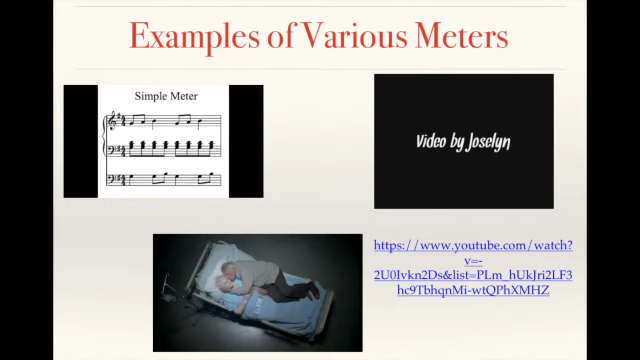 Examples of Various Meters
Simple Meter
Video by Joselyn
https://www.youtube.com/watch?
v=-
2U0Ivkn2Ds&list=PLm_hUkJri2LF3
hc9TbhqnMi-wtQPhXMHZ